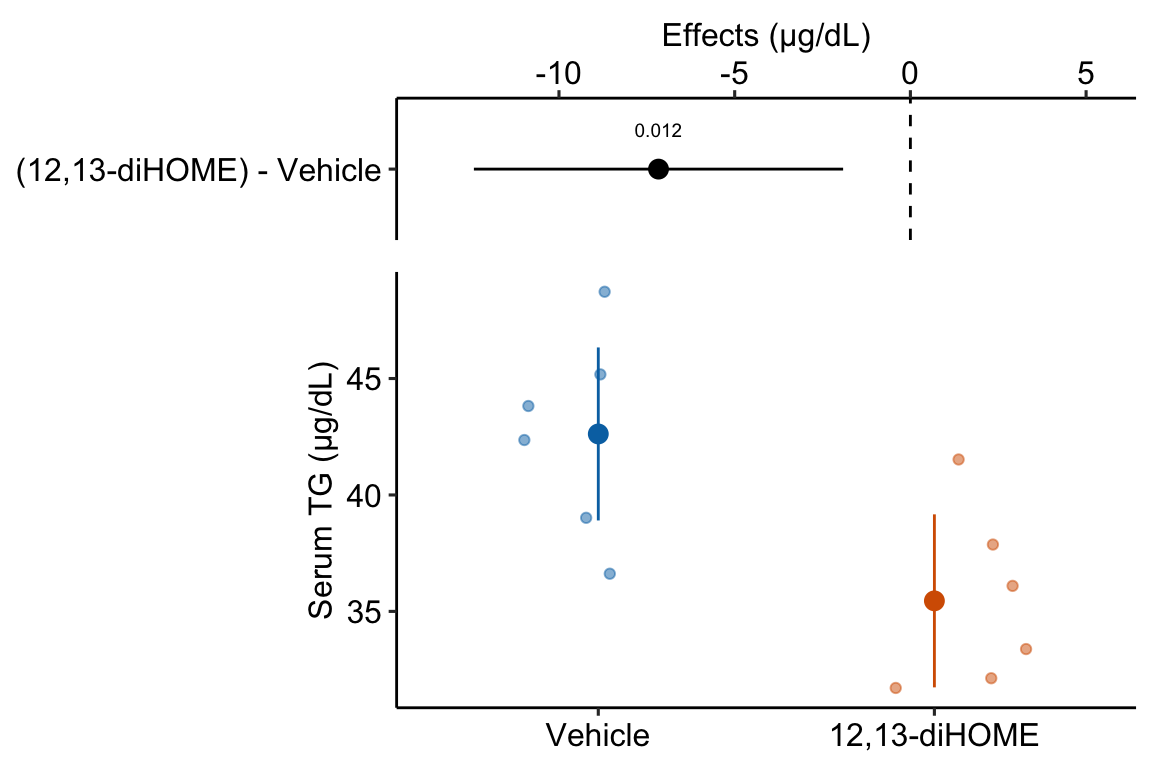 Effects (µg/dL)
-10 -5 0 5
0.012
(12,13-diHOME) - Vehicle
Serum TG (µg/dL)
45
40
35
Vehicle 12,13-diHOME